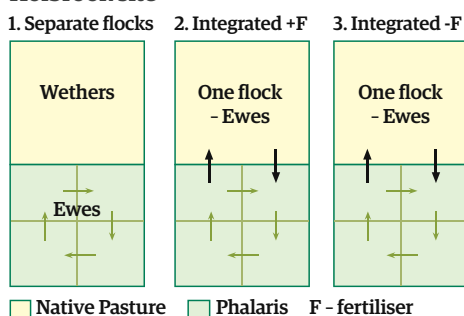 1. Separate flocks
2. Integrated +F
3. Integrated -F
Wethers
Ewes
One flock
- Ewes
One flock
- Ewes
Native Pasture
Phalaris
F - fertiliser